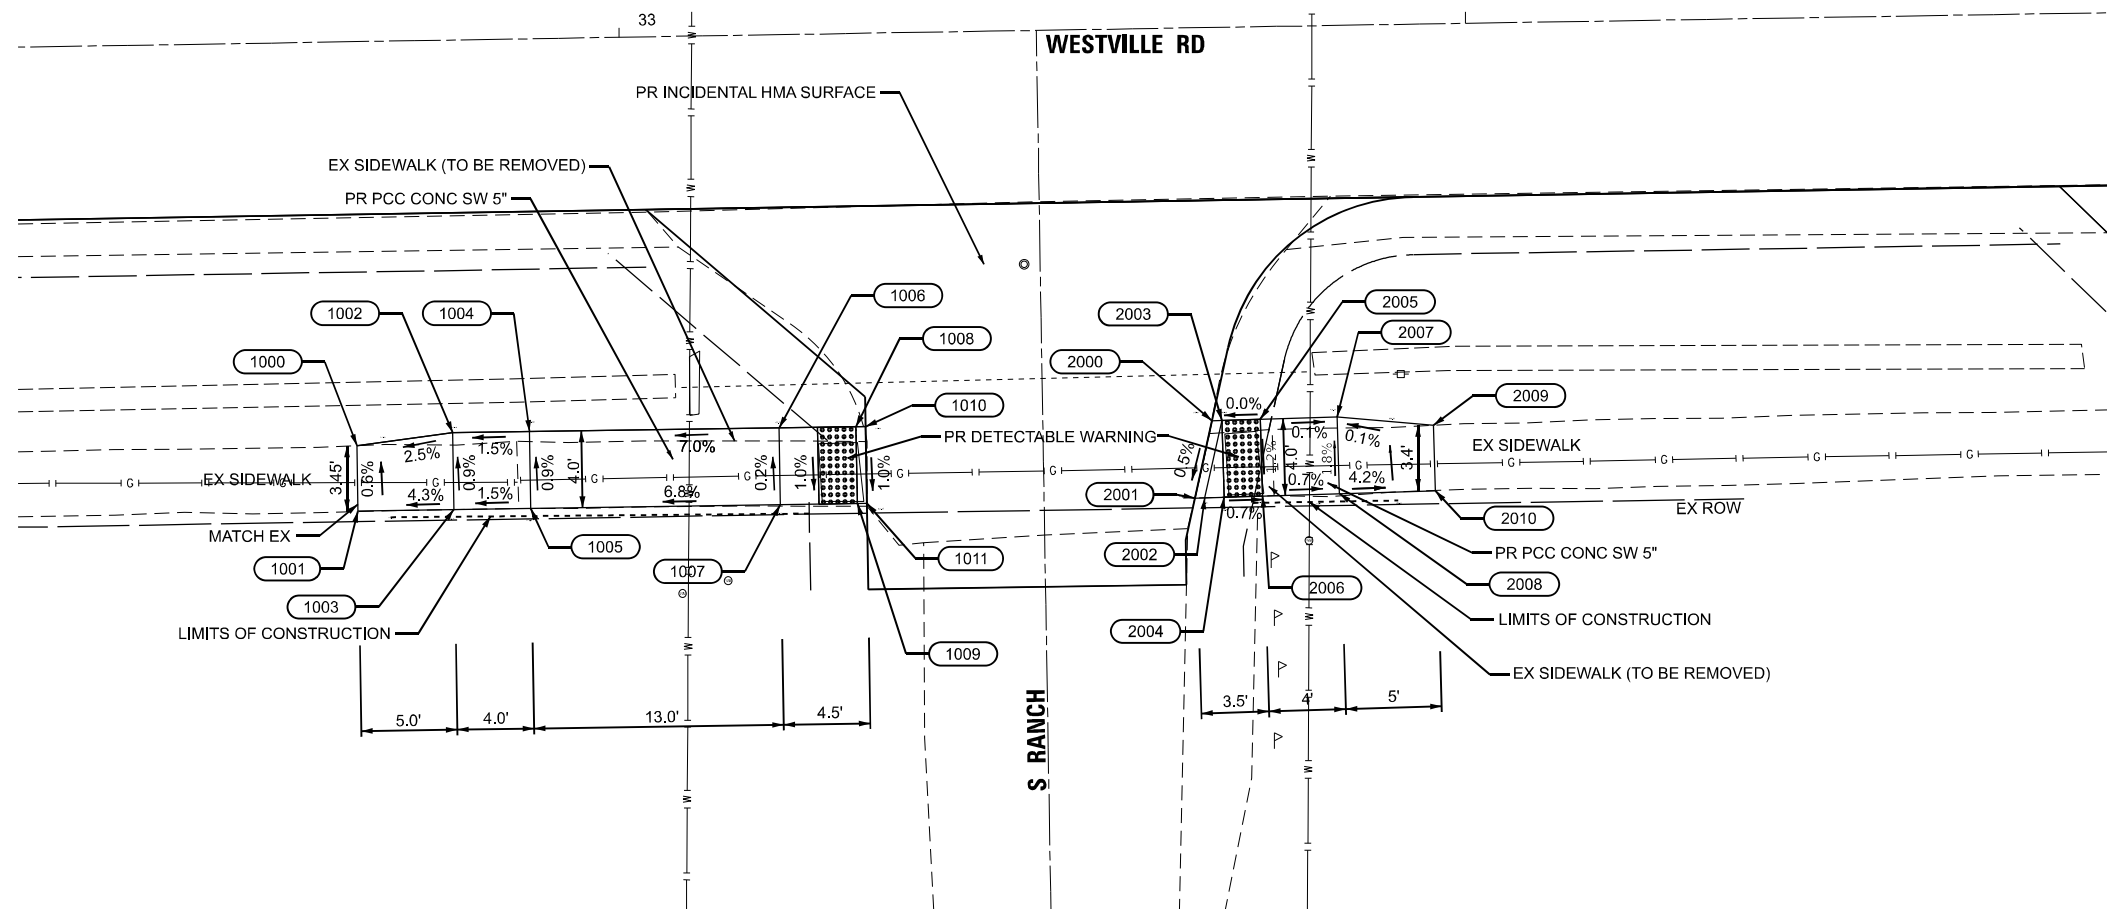 33
WESTVILLE RD
PR INCIDENTAL HMA SURFACE
EX SIDEWALK (TO BE REMOVED)
PR PCC CONC SW 5"
1006
2005
1002
1004
2003
1008
2007
1000
2000
2009
1010
0.0%
PR DETECTABLE WARNING
2.5%
1.5%
7.0%
0.1%
0.1%
EX SIDEWALK
3.45'
0.6%
0.9%
0.9%
4.0'
0.2%
1.0%
1.0%
0.5%
1.2%
4.0'
1.8%
3.4'
EX SIDEWALK
4.3%
1.5%
6.8%
0.7%
4.2%
2001
0.7%
EX ROW
2010
MATCH EX
1005
1011
2002
PR PCC CONC SW 5"
1001
1007
2006
2008
1003
LIMITS OF CONSTRUCTION
LIMITS OF CONSTRUCTION
2004
1009
EX SIDEWALK (TO BE REMOVED)
S RANCH
5.0'
4.0'
13.0'
4.5'
3.5'
4'
5'
W
W
W
W
W
W
W
W
W
W
W
W
G
G
G
G
G
G
G
G
G
G
G
G
G